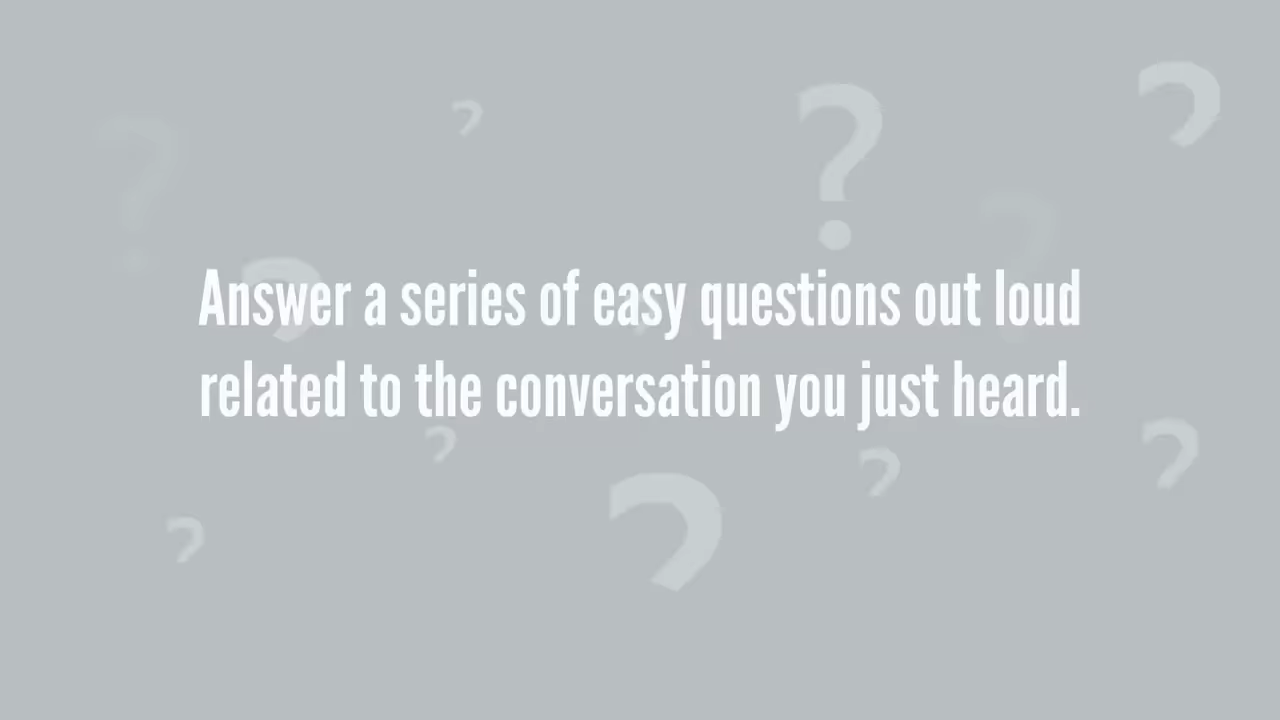 Answer a series of easy questions out loud
related to the conversation you just heard.